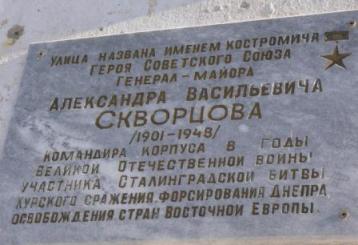 УЛИЦА НАЗВАНА ИМЕНЕМ КОСТРОМИЧА
ГЕРОЯ СОВЕТСКОГО СОЮЗА
ГЕНЕРАЛ-МАЙОРА
АЛЕКСАНДРА ВАСИЛЬЕВИЧА
СКВОРЦОВА
/1901-1948/
КОМАНДИРА КОРПУСА В ГОДЫ
ВЕЛИКОЙ ОТЕЧЕСТВЕННОЙ ВОЙНЫ
УЧАСТНИКА СТАЛИНГРАДСКОЙ БИТВЫ
КУРСКОГО СРАЖЕНИЯ, ФОРСИРОВАНИЯ ДНЕПРА,
ОСВОБОЖДЕНИЯ СТРАН ВОСТОЧНОЙ ЕВРОПЫ.